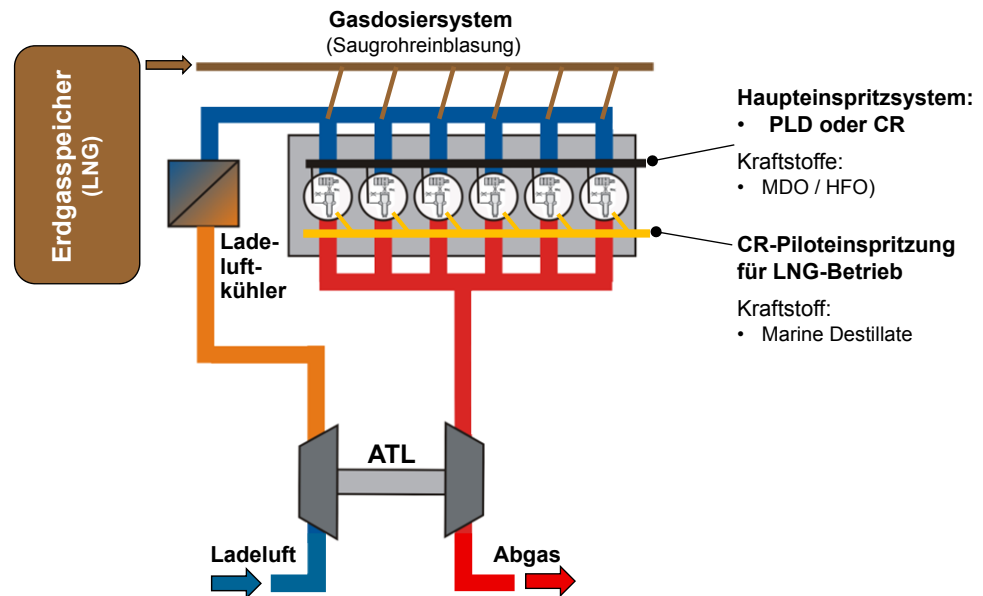 Gasdosiersystem
(Saugrohreinblasung)
Erdgasspeicher
(LNG)
Haupteinspritzsystem:
• PLD oder CR
Kraftstoffe:
• MDO / HFO)
Lade-
luft-
kühler
CR-Piloteinspritzung
für LNG-Betrieb
Kraftstoff:
• Marine Destillate
ATL
Ladeluft
Abgas